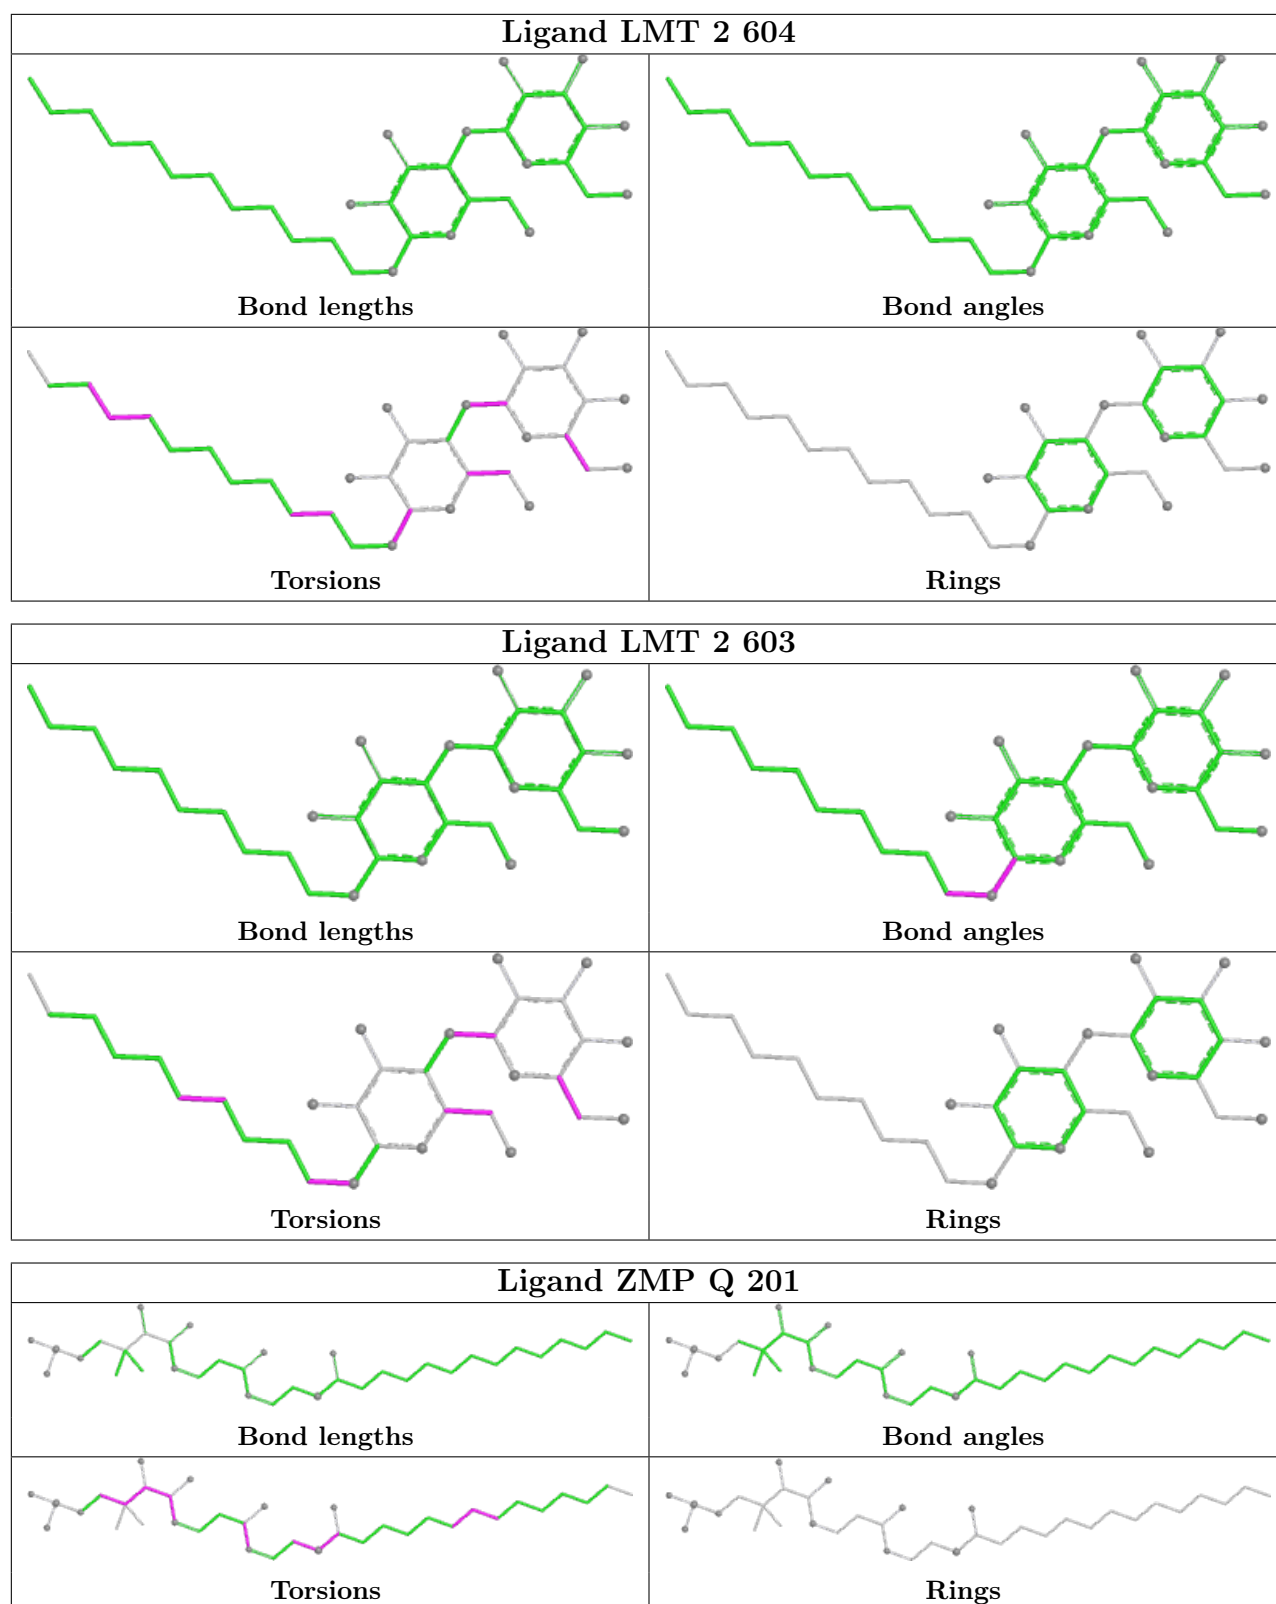 Ligand LMT 2 604
Bond lengths
Bond angles
Torsions
Rings
Ligand LMT 2 603
Bond lengths
Bond angles
Torsions
Rings
Ligand ZMP Q 201
Bond lengths
Bond angles
Torsions
Rings